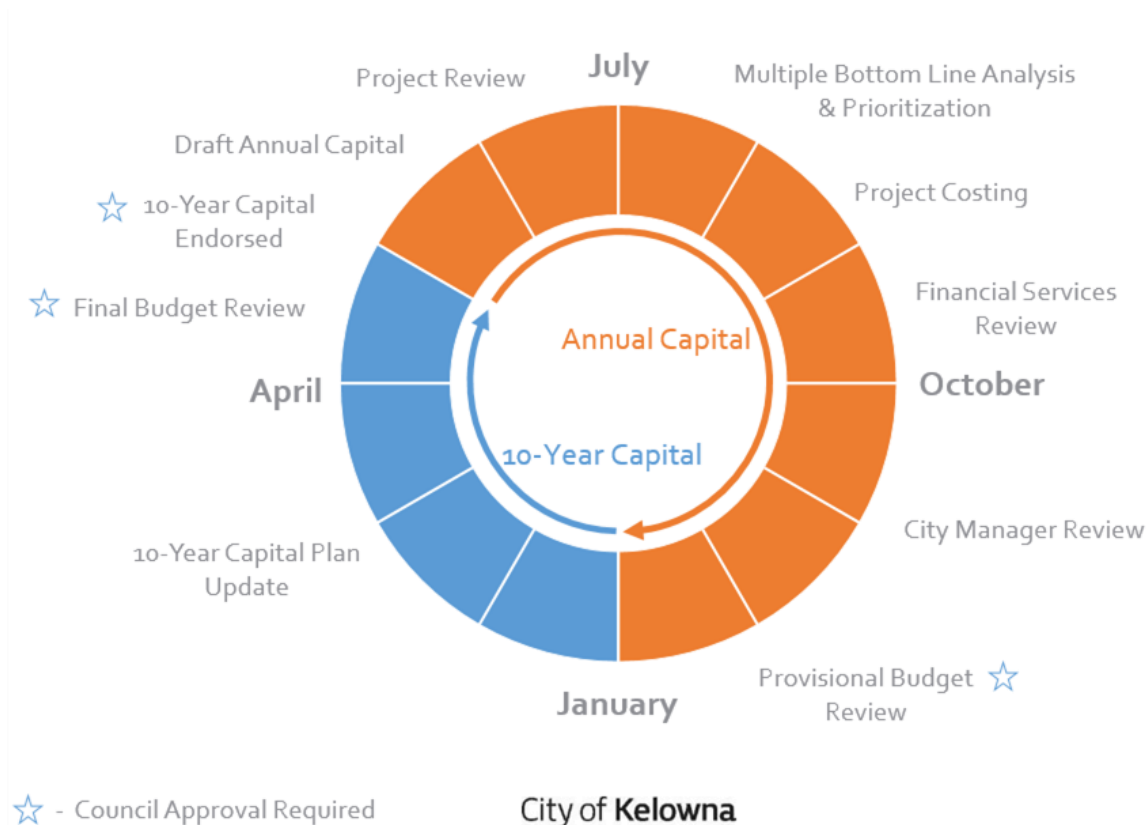 July
Project Review
Multiple Bottom Line Analysis
& Prioritization
Draft Annual Capital
Project Costing
10-Year Capital
Endorsed
Final Budget Review
Financial Services
Review
Annual Capital
April
October
10-Year Capital
City Manager Review
10-Year Capital Plan
Update
Provisional Budget
Review
January
- Council Approval Required
City of Kelowna